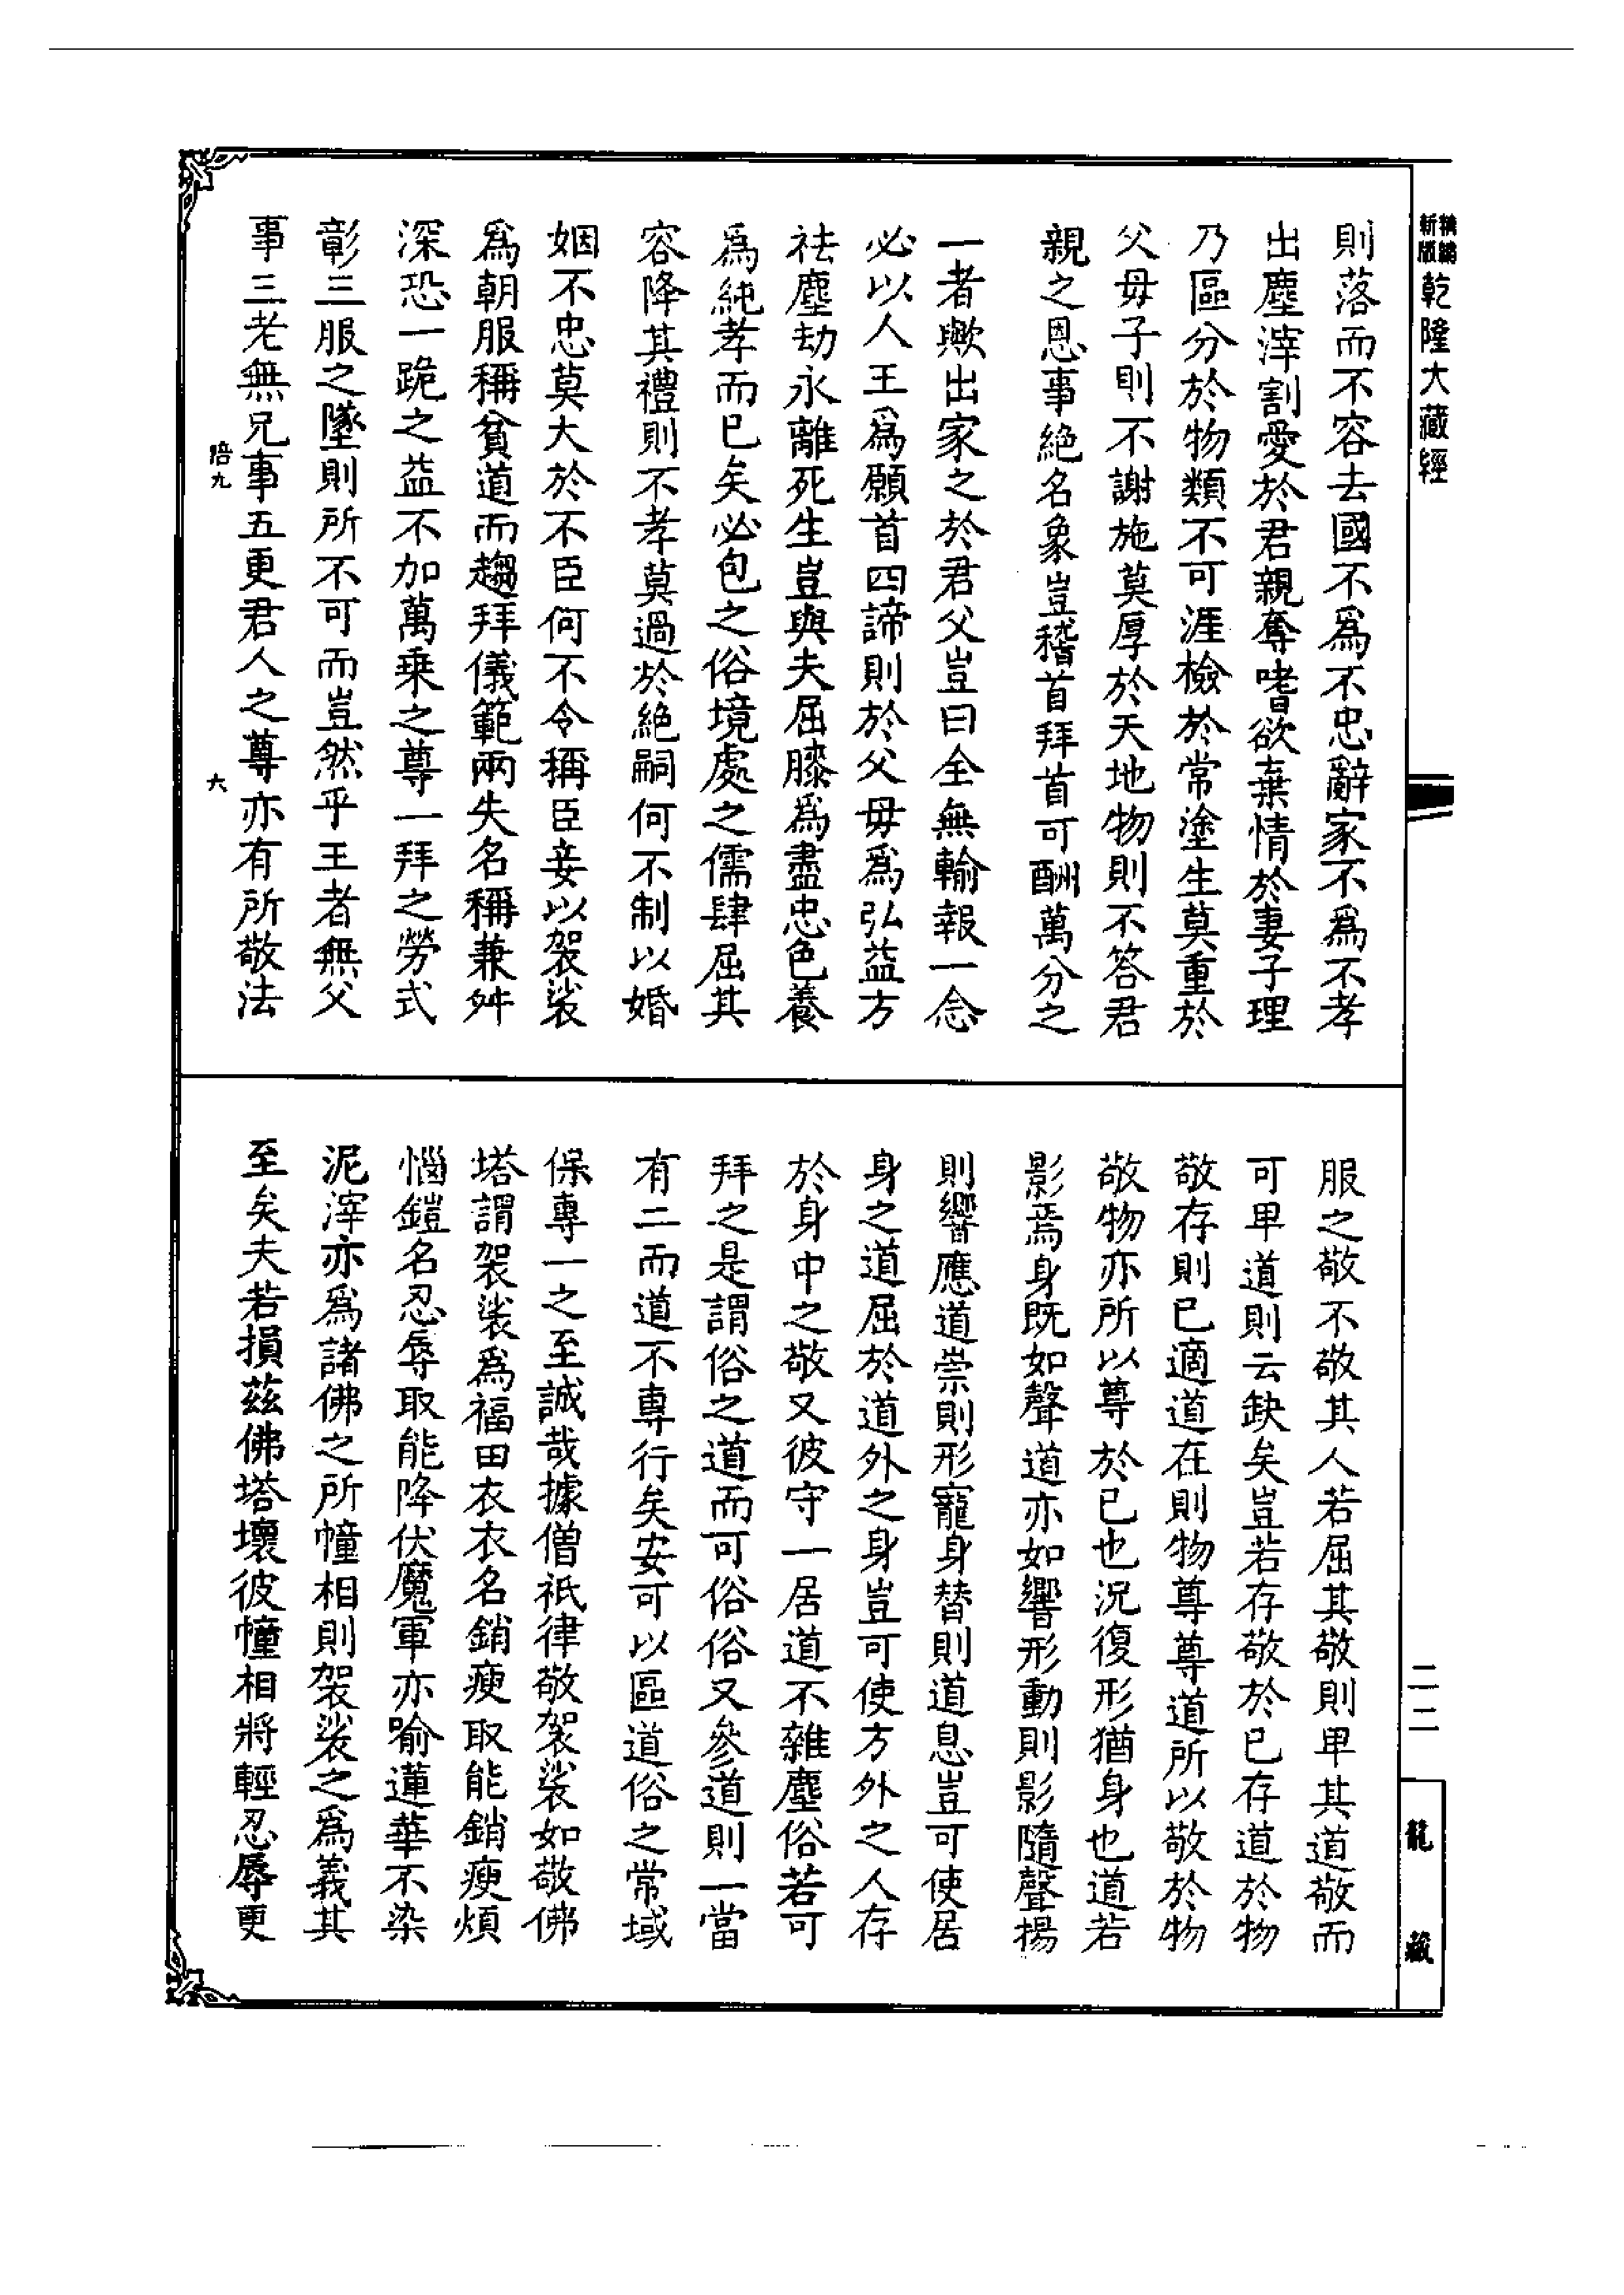 新版精縮乾隆大藏經
則落而不容去國不爲不忠辭家不爲不孝
出塵滓割愛於君親奪嗜欲棄情於妻子理
乃區分於物類不可涯檢於常塗生莫重於
父母子則不謝施莫厚於天地物則不答君
親之恩事絶名象豈稽首拜首可酬萬分之
一者歟出家之於君父豈曰全無輸報一念
必以人王爲願首四諦則於父母爲弘益方
祛塵劫永離死生豈與夫屈膝爲盡忠色養
爲純孝而已矣必包之俗境處之儒肆屈其
容降其禮則不孝莫過於絶嗣何不制以婚
姻不忠莫大於不臣何不令稱臣妾以袈裟
爲朝服稱貧道而趨拜儀範兩失名稱兼舛
深恐一跪之益不加萬乗之尊一拜之勞式
彰三服之墜則所不可而豈然乎王者無父
事三老無兄事五更君人之尊亦有所敬法
陪九
六
服之敬不敬其人若屈其敬則卑其道敬而
可卑道則云缺矣豈若存敬於已存道於物
敬存則已適道在則物尊尊道所以敬於物
敬物亦所以尊於已也況復形猶身也道若
影焉身既如聲道亦如響形動則影隨聲揚
則響應道崇則形寵身替則道息豈可使居
身之道屈於道外之身豈可使方外之人存
於身中之敬又彼守一居道不雜塵俗若可
拜之是謂俗之道而可俗俗又參道則一當
有二而道不專行矣安可以區道俗之常域
保專一之至誠哉據僧祇律敬袈裟如敬佛
塔謂袈裟爲福田衣衣名銷瘦取能銷瘦煩
惱鎧名忍辱取能降伏魔軍亦喻蓮華不染
泥滓亦爲諸佛之所幢相則袈裟之爲義其
至矣夫若損茲佛塔壞彼幢相將輕忍辱更
二二
龍藏